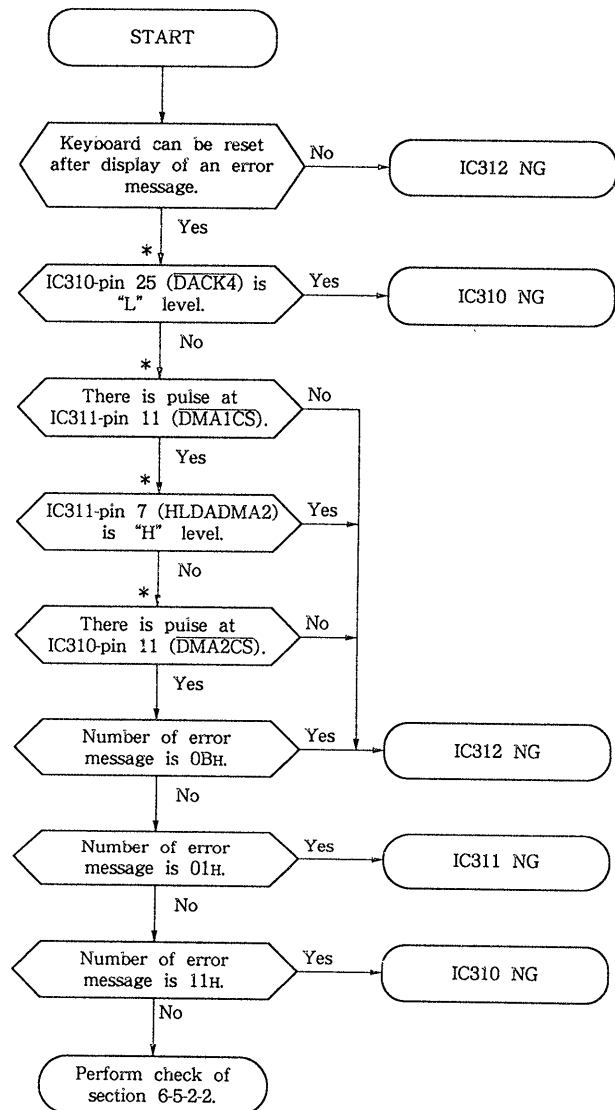 START
Keyboard can be reset
after display of an error
message.
No
IC312 NG
Yes
*
IC310-pin 25 (DACK4) is
"L" level.
Yes
IC310 NG
No
*
There is pulse at
IC311-pin 11 (DMA1CS).
No
Yes
*
IC311-pin 7 (HLDADMA2)
is "H" level.
Yes
No
*
There is pulse at
IC310-pin 11 (DMA2CS).
No
Yes
Number of error
message is 0BH.
Yes
IC312 NG
No
Number of error
message is 01H.
Yes
IC311 NG
No
Number of error
message is 11H.
Yes
IC310 NG
No
Perform check of
section 6-5-2-2.